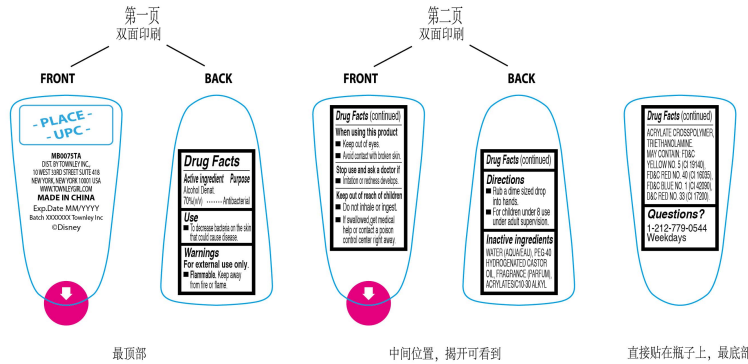 第一页
双面印刷
FRONT
BACK
- PLACE -
- UPC -
MB0075TA
DIST. BY TOWNLEY INC.,
10 WEST 33RD STREET SUITE 418
NEW YORK, NEW YORK 10001 USA
WWW.TOWNLEYGIRL.COM
MADE IN CHINA
Exp.Date MM/YYYY
Batch XXXXXXX Townley Inc
©Disney
Drug Facts
Active ingredient Purpose
Alcohol Denat.
70%(v/v) ········ Antibacterial
Use
■ To decrease bacteria on the skin
that could cause disease.
Warnings
For external use only.
■ Flammable. Keep away
from fire or flame
最顶部
第二页
双面印刷
FRONT
BACK
Drug Facts (continued)
When using this product
■ Keep out of eyes.
■ Avoid contact with broken skin.
Stop use and ask a doctor if
■ Irritation or redness develops.
Keep out of reach of children
■ Do not inhale or ingest.
■ If swallowed get medical
help or contact a poison
control center right away.
Drug Facts (continued)
Directions
■ Rub a dime sized drop
into hands.
■ For children under 8 use
under adult supervision.
Inactive ingredients
WATER (AQUA/EAU), PEG-40
HYDROGENATED CASTOR
OIL, FRAGRANCE (PARFUM),
ACRYLATES\C10-30 ALKYL
中间位置，揭开可看到
Drug Facts (continued)
ACRYLATE CROSSPOLYMER,
TRIETHANOLAMINE.
MAY CONTAIN: FD&C
YELLOW NO. 5 (CI 19140),
FD&C RED NO. 40 (CI 16035),
FD&C BLUE NO. 1 (CI 42090),
D&C RED NO. 33 (CI 17200).
Questions?
1-212-779-0544
Weekdays
直接贴在瓶子上，最底部